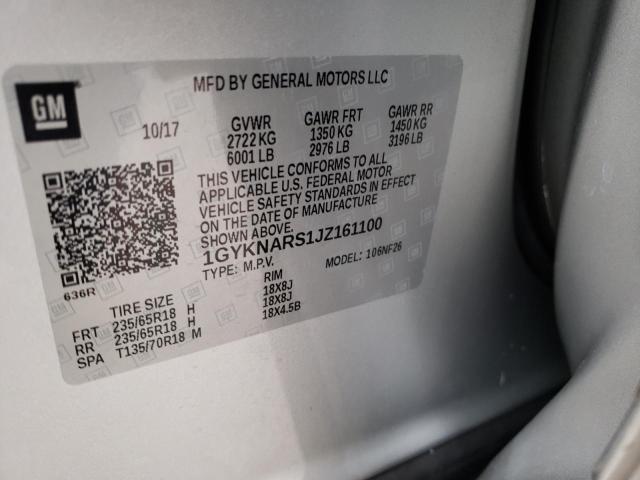 GM
MFD BY GENERAL MOTORS LLC
10/17
GVWR GAWR FRT GAWR RR
2722 KG 1350 KG 1450 KG
6001 LB 2976 LB 3196 LB
THIS VEHICLE CONFORMS TO ALL
APPLICABLE U.S. FEDERAL MOTOR
VEHICLE SAFETY STANDARDS IN EFFECT
ON THE DATE OF MANUFACTURE
SHOWN ABOVE.
1GYKNARS1JZ161100
TYPE: M.P.V. MODEL: 106NF26
636R
TIRE SIZE RIM
FRT 235/65R18 H 18X8J
RR 235/65R18 H 18X8J
SPA T135/70R18 M 18X4.5B